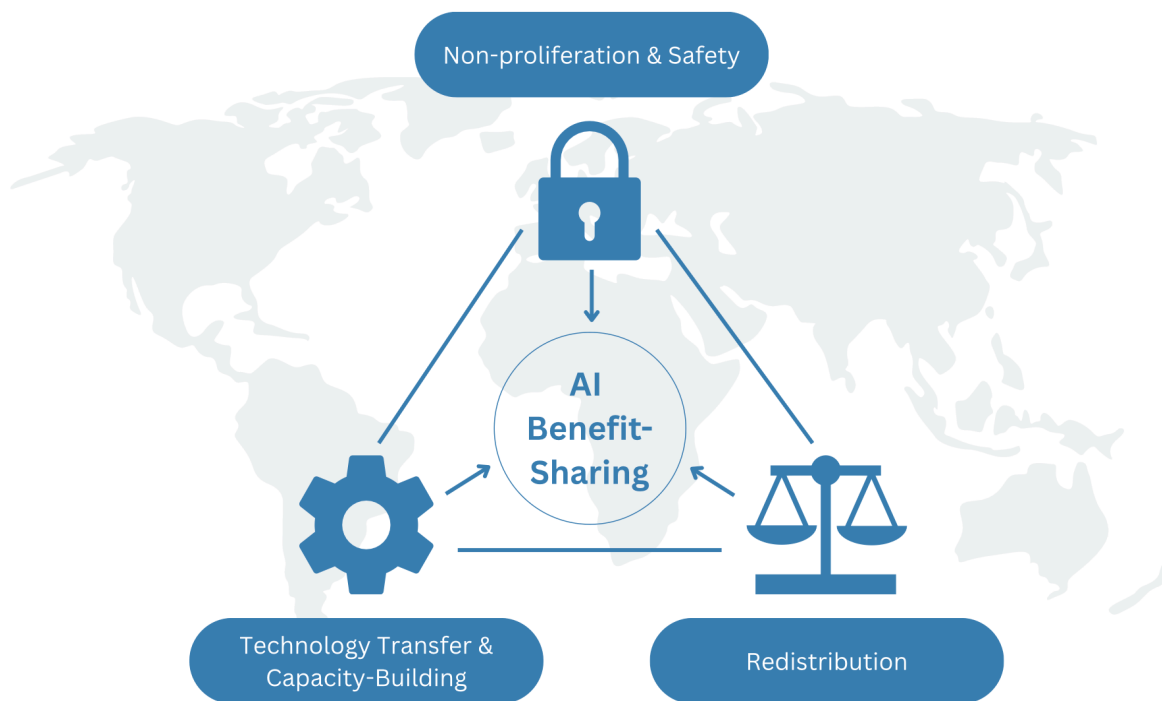 Non-proliferation & Safety
AI
Benefit-
Sharing
Technology Transfer &
Capacity-Building
Redistribution